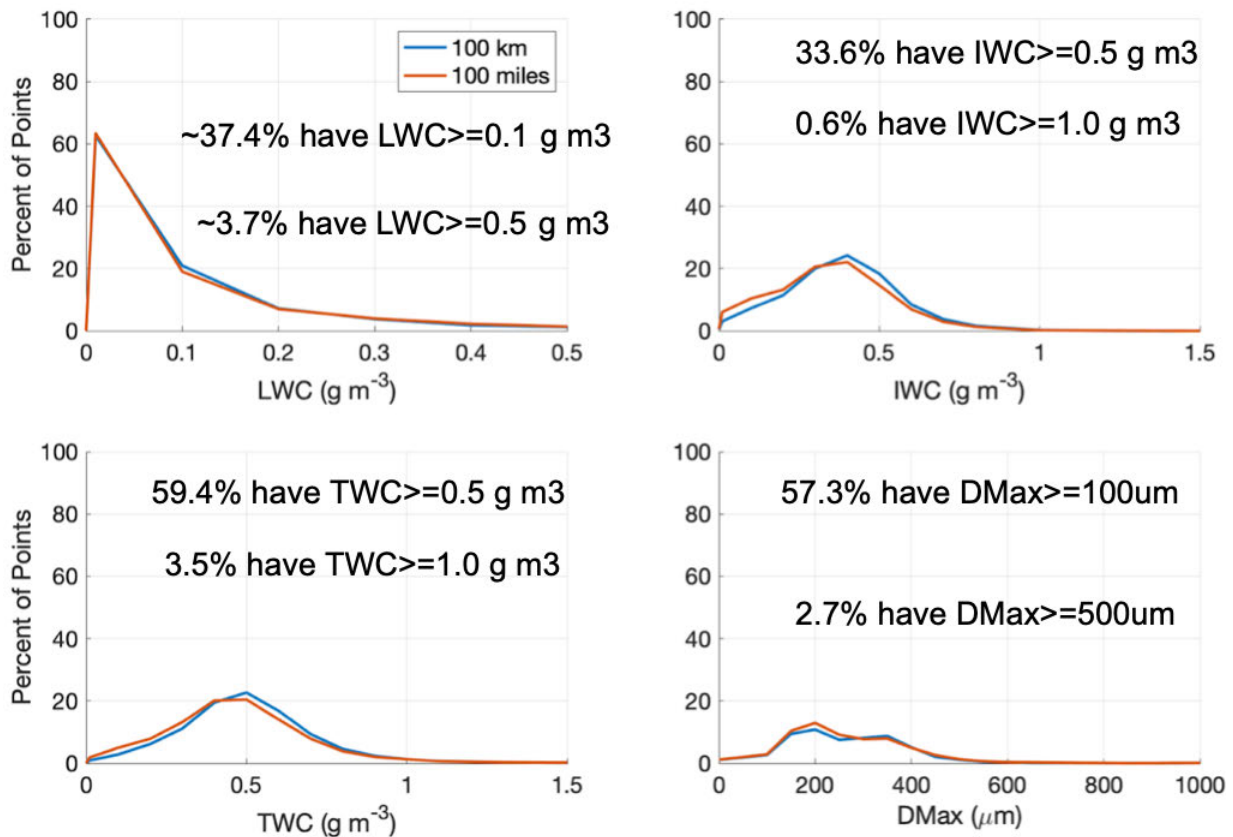 100
80
60
40
20
0
Percent of Points
100 km
100 miles
~37.4% have LWC>=0.1 g m3
~3.7% have LWC>=0.5 g m3
0 0.1 0.2 0.3 0.4 0.5
LWC (g m⁻³)
100
80
60
40
20
0
33.6% have IWC>=0.5 g m3
0.6% have IWC>=1.0 g m3
0 0.5 1 1.5
IWC (g m⁻³)
100
80
60
40
20
0
Percent of Points
59.4% have TWC>=0.5 g m3
3.5% have TWC>=1.0 g m3
0 0.5 1 1.5
TWC (g m⁻³)
100
80
60
40
20
0
57.3% have DMax>=100um
2.7% have DMax>=500um
0 200 400 600 800 1000
DMax (μm)